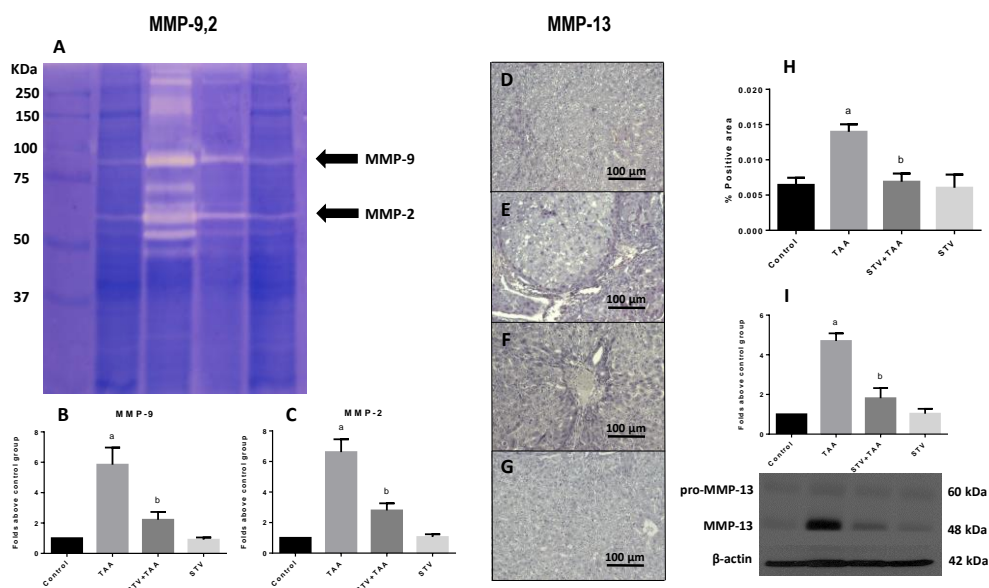 MMP-9,2
A
KDa
250
150
100
75
50
37
MMP-9
MMP-2
B
MMP-9
Folds above control group
8
6
4
2
0
Control
TAA
STV+TAA
STV
a
b
C
MMP-2
Folds above control group
8
6
4
2
0
Control
TAA
STV+TAA
STV
a
b
MMP-13
D
100 µm
E
100 µm
F
100 µm
G
100 µm
H
% Positive area
0.020
0.015
0.010
0.005
0.000
Control
TAA
STV+TAA
STV
a
b
I
Folds above control group
6
4
2
0
Control
TAA
STV+TAA
STV
a
b
pro-MMP-13 60 kDa
MMP-13 48 kDa
β-actin 42 kDa